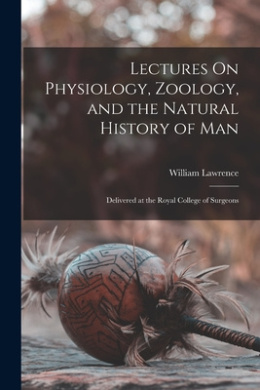 Lectures On
Physiology, Zoology,
and the Natural
History of Man
William Lawrence
Delivered at the Royal College of Surgeons